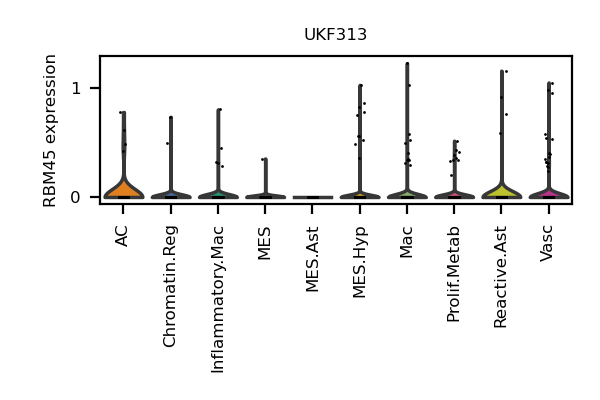 UKF313
RBM45 expression
1
0
AC
Chromatin.Reg
Inflammatory.Mac
MES
MES.Ast
MES.Hyp
Mac
Prolif.Metab
Reactive.Ast
Vasc